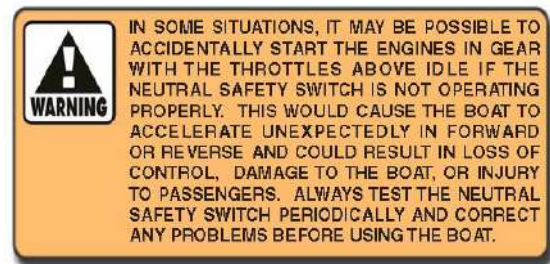 WARNING
IN SOME SITUATIONS, IT MAY BE POSSIBLE TO
ACCIDENTALLY START THE ENGINES IN GEAR
WITH THE THROTTLES ABOVE IDLE IF THE
NEUTRAL SAFETY SWITCH IS NOT OPERATING
PROPERLY. THIS WOULD CAUSE THE BOAT TO
ACCELERATE UNEXPECTEDLY IN FORWARD
OR REVERSE AND COULD RESULT IN LOSS OF
CONTROL, DAMAGE TO THE BOAT, OR INJURY
TO PASSENGERS. ALWAYS TEST THE NEUTRAL
SAFETY SWITCH PERIODICALLY AND CORRECT
ANY PROBLEMS BEFORE USING THE BOAT.